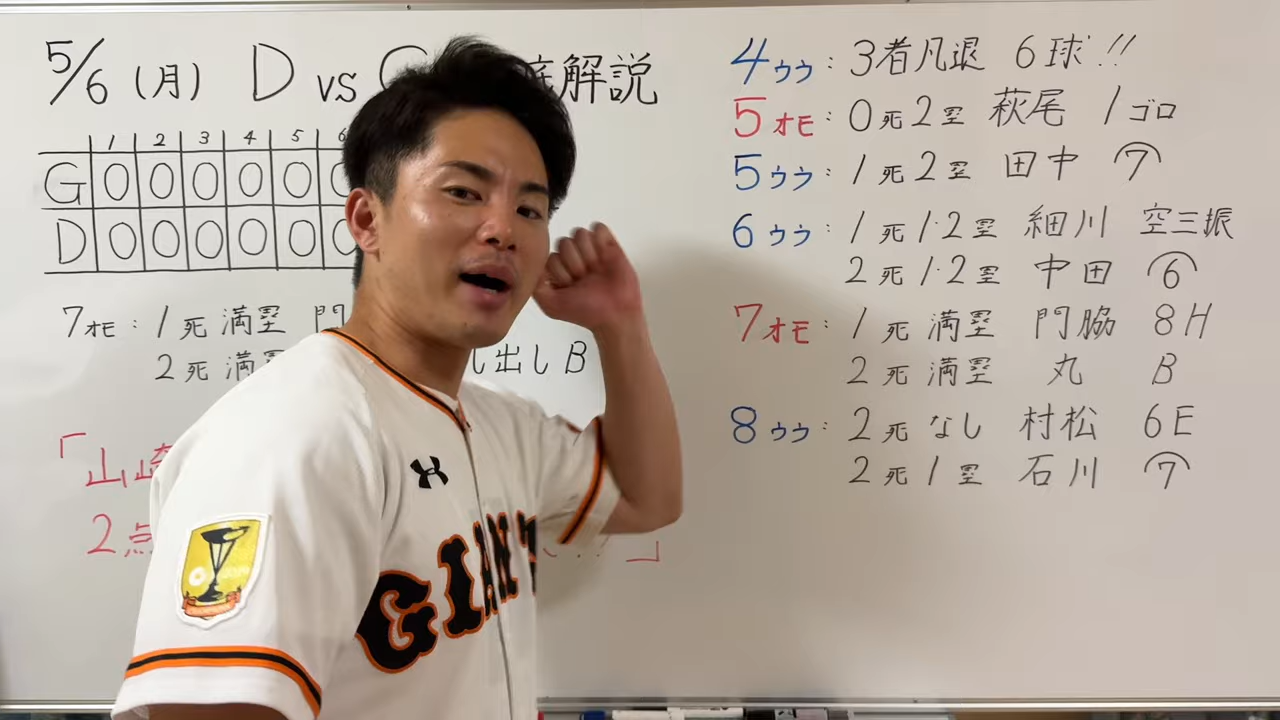 5/6 (月) D vs G 解説
1 2 3 4 5 6
G 0 0 0 0 0 0
D 0 0 0 0 0 0
7オモ: 1死満塁 門
2死満塁 し出しB
「山崎
2点 」
GIANT
4ウラ: 3者凡退 6球!!
5オモ: 0死2塁 萩尾 1ゴロ
5ウラ: 1死2塁 田中 7
6ウラ: 1死1・2塁 細川 空三振
2死1・2塁 中田 6
7オモ: 1死満塁 門脇 8H
2死満塁 丸 B
8ウラ: 2死なし 村松 6E
2死1塁 石川 7